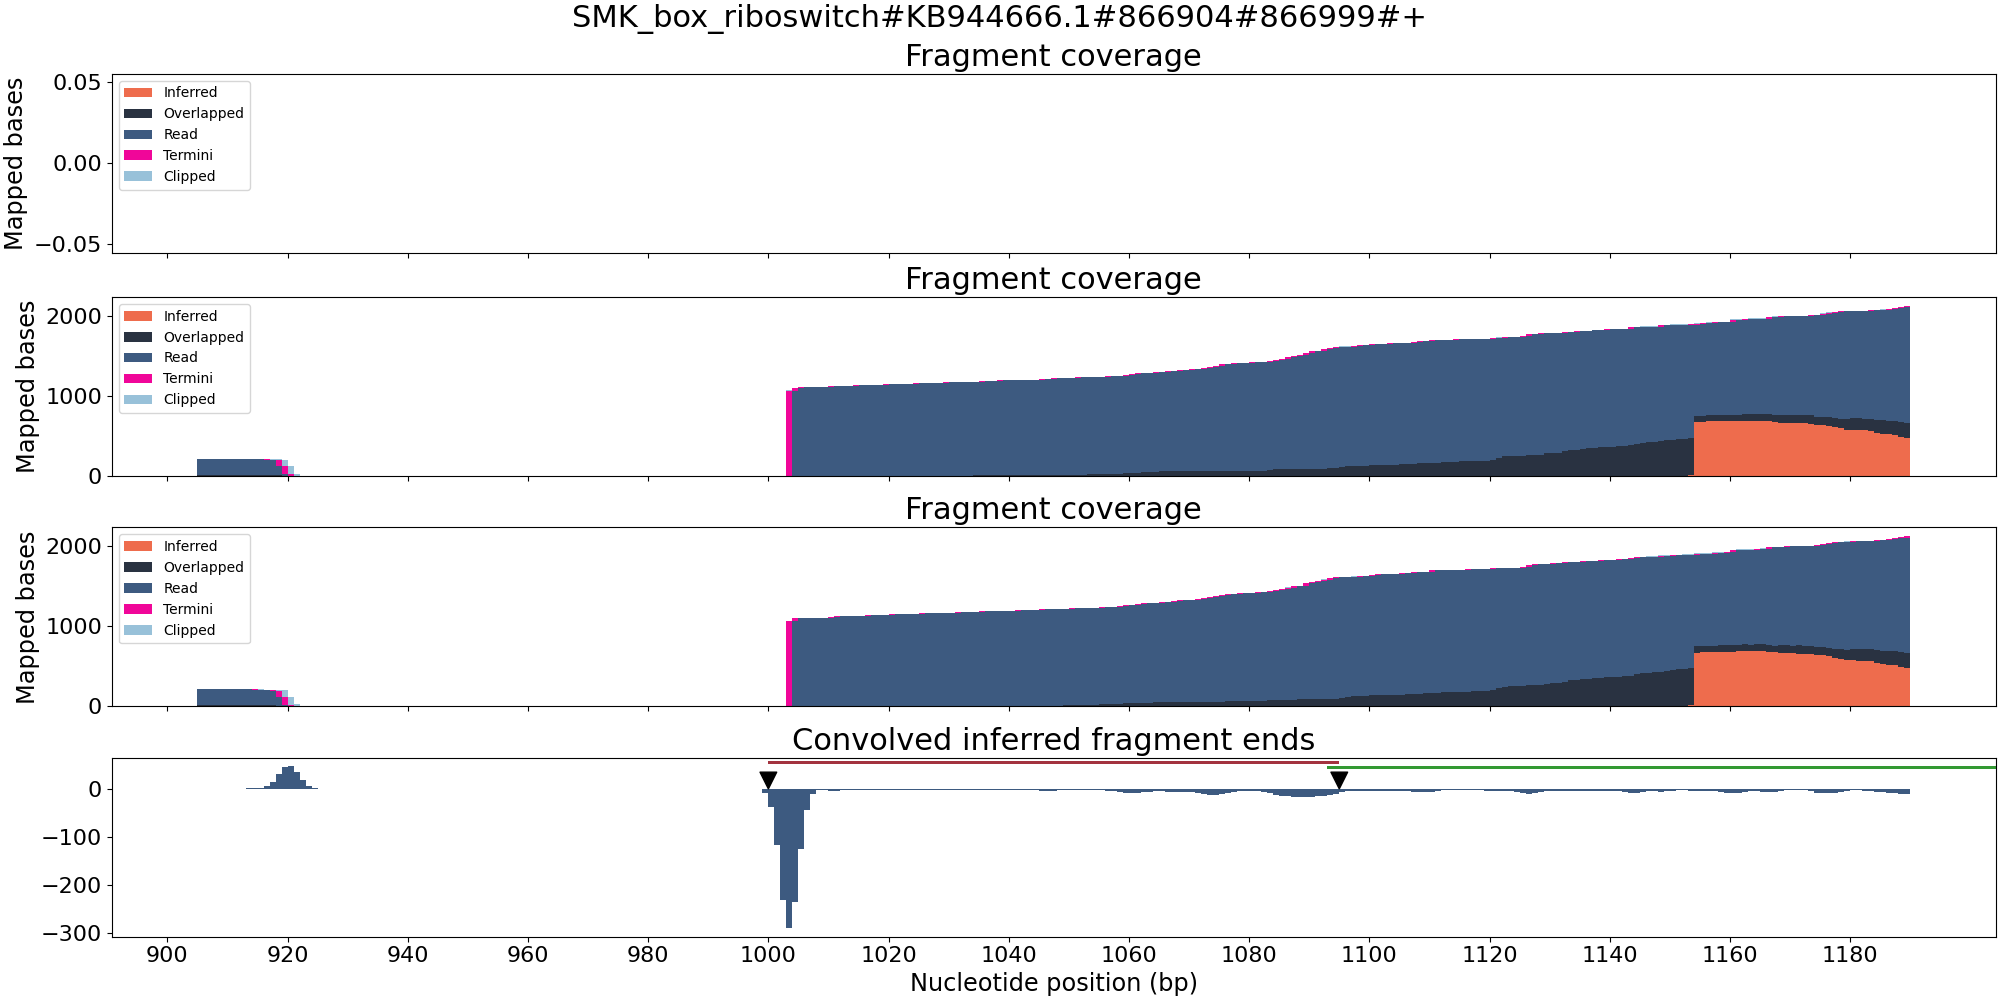 SMK_box_riboswitch#KB944666.1#866904#866999#+
Fragment coverage
Mapped bases
0.05
0.00
−0.05
Inferred
Overlapped
Read
Termini
Clipped
Fragment coverage
Mapped bases
2000
1000
0
Inferred
Overlapped
Read
Termini
Clipped
Fragment coverage
Mapped bases
2000
1000
0
Inferred
Overlapped
Read
Termini
Clipped
Convolved inferred fragment ends
0
−100
−200
−300
900 920 940 960 980 1000 1020 1040 1060 1080 1100 1120 1140 1160 1180
Nucleotide position (bp)